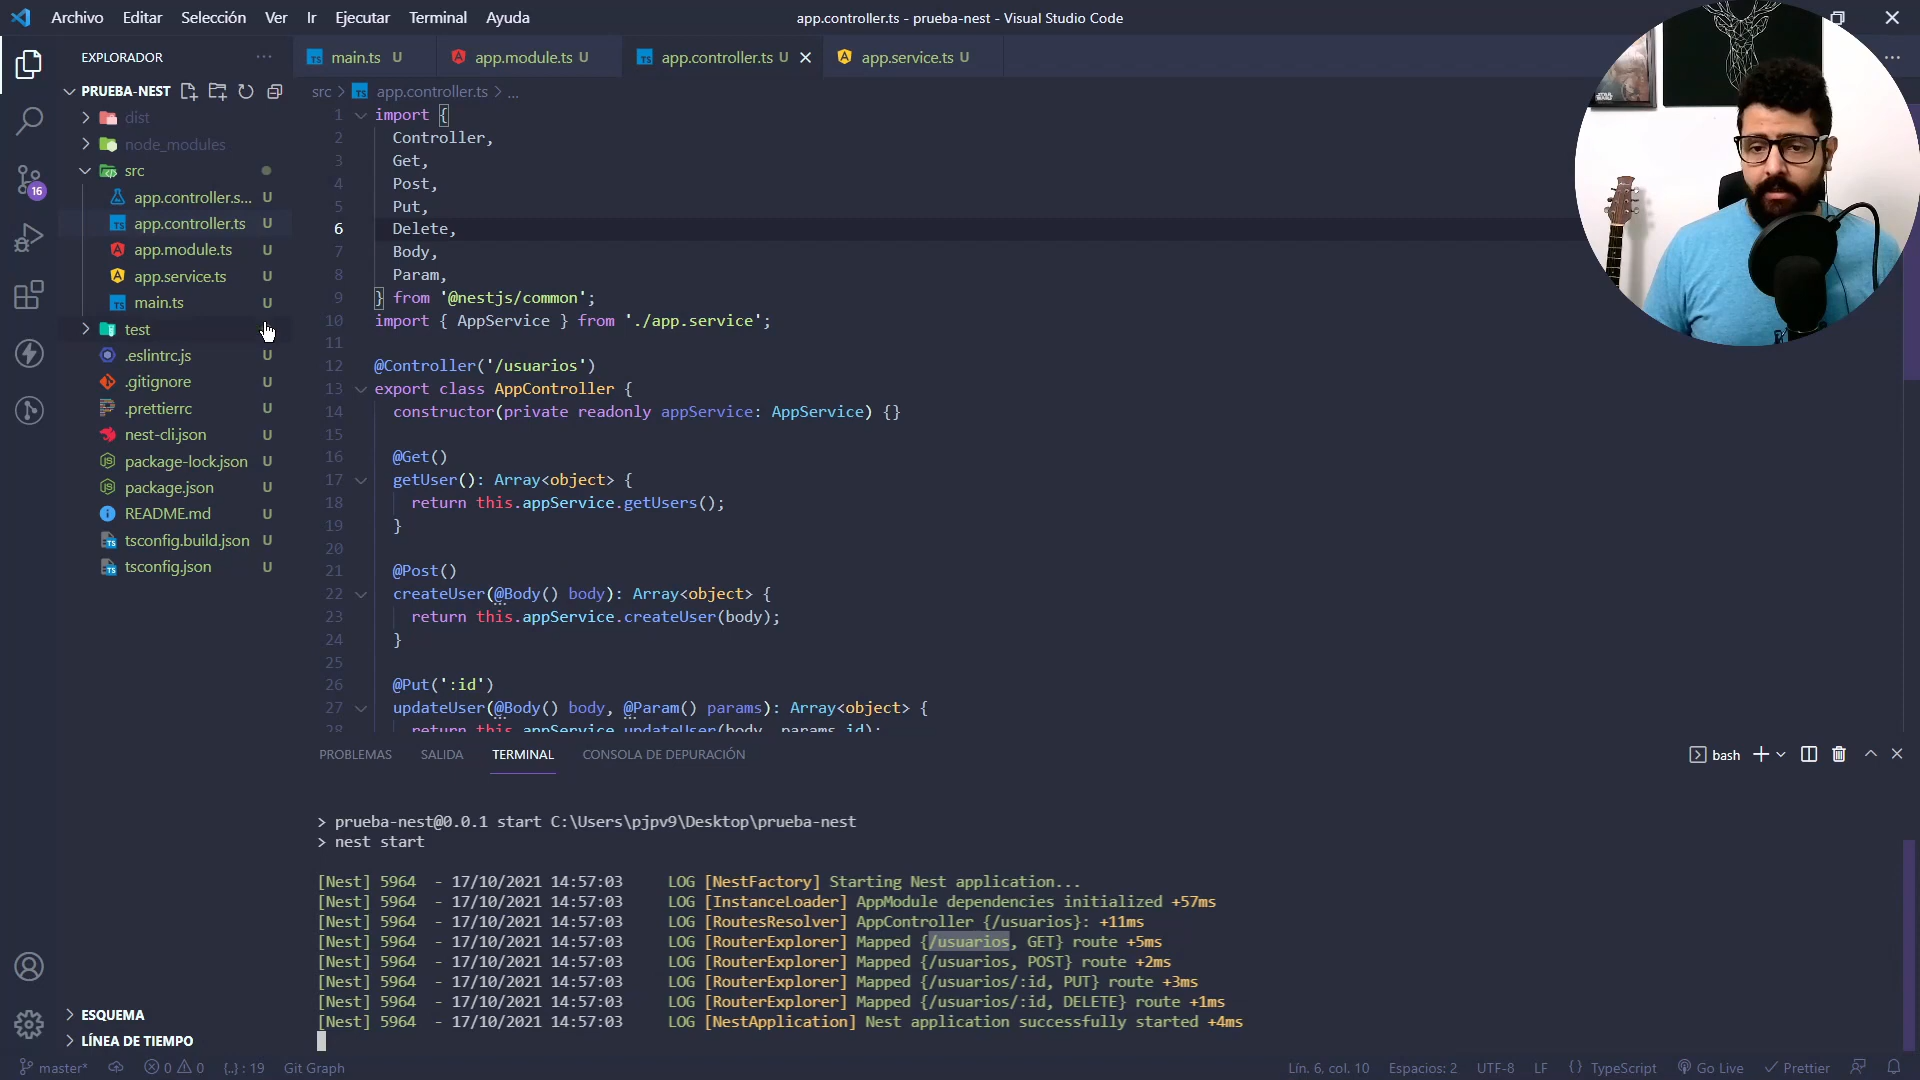 Archivo Editar Selección Ver Ir Ejecutar Terminal Ayuda
app.controller.ts - prueba-nest - Visual Studio Code
EXPLORADOR
main.ts U
app.module.ts U
app.controller.ts U
app.service.ts U
PRUEBA-NEST
src > app.controller.ts > ...
dist
node_modules
src
app.controller.s... U
app.controller.ts U
app.module.ts U
app.service.ts U
main.ts U
test
.eslintrc.js U
.gitignore U
.prettierrc U
nest-cli.json U
package-lock.json U
package.json U
README.md U
tsconfig.build.json U
tsconfig.json U
16
1 import {
2 Controller,
3 Get,
4 Post,
5 Put,
6 Delete,
7 Body,
8 Param,
9 } from '@nestjs/common';
10 import { AppService } from './app.service';
11
12 @Controller('/usuarios')
13 export class AppController {
14 constructor(private readonly appService: AppService) {}
15
16 @Get()
17 getUser(): Array<object> {
18 return this.appService.getUsers();
19 }
20
21 @Post()
22 createUser(@Body() body): Array<object> {
23 return this.appService.createUser(body);
24 }
25
26 @Put(':id')
27 updateUser(@Body() body, @Param() params): Array<object> {
28 return this.appService.updateUser(body, params.id);
PROBLEMAS SALIDA TERMINAL CONSOLA DE DEPURACIÓN
bash
> prueba-nest@0.0.1 start C:\Users\pjpv9\Desktop\prueba-nest
> nest start
[Nest] 5964 - 17/10/2021 14:57:03 LOG [NestFactory] Starting Nest application...
[Nest] 5964 - 17/10/2021 14:57:03 LOG [InstanceLoader] AppModule dependencies initialized +57ms
[Nest] 5964 - 17/10/2021 14:57:03 LOG [RoutesResolver] AppController {/usuarios}: +11ms
[Nest] 5964 - 17/10/2021 14:57:03 LOG [RouterExplorer] Mapped {/usuarios, GET} route +5ms
[Nest] 5964 - 17/10/2021 14:57:03 LOG [RouterExplorer] Mapped {/usuarios, POST} route +2ms
[Nest] 5964 - 17/10/2021 14:57:03 LOG [RouterExplorer] Mapped {/usuarios/:id, PUT} route +3ms
[Nest] 5964 - 17/10/2021 14:57:03 LOG [RouterExplorer] Mapped {/usuarios/:id, DELETE} route +1ms
[Nest] 5964 - 17/10/2021 14:57:03 LOG [NestApplication] Nest application successfully started +4ms
ESQUEMA
LÍNEA DE TIEMPO
master* 0 0 {..} : 19 Git Graph
Lín. 6, col. 10 Espacios: 2 UTF-8 LF TypeScript Go Live Prettier